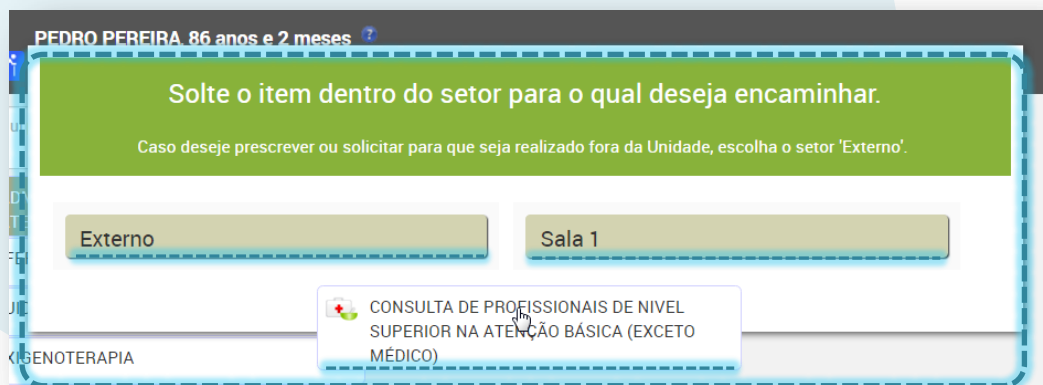 PEDRO PEREIRA, 86 anos e 2 meses ?
Solte o item dentro do setor para o qual deseja encaminhar.
Caso deseje prescrever ou solicitar para que seja realizado fora da Unidade, escolha o setor 'Externo'.
Externo
Sala 1
CONSULTA DE PROFISSIONAIS DE NIVEL
SUPERIOR NA ATENÇÃO BÁSICA (EXCETO
MÉDICO)
XIGENOTERAPIA